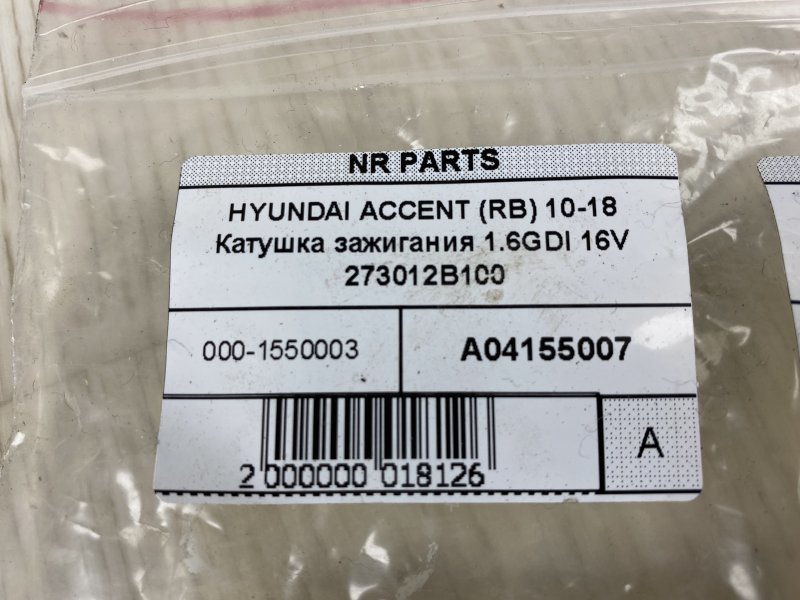 NR PARTS
HYUNDAI ACCENT (RB) 10-18
Катушка зажигания 1.6GDI 16V
273012B100
000-1550003
A04155007
2 000000 018126
A